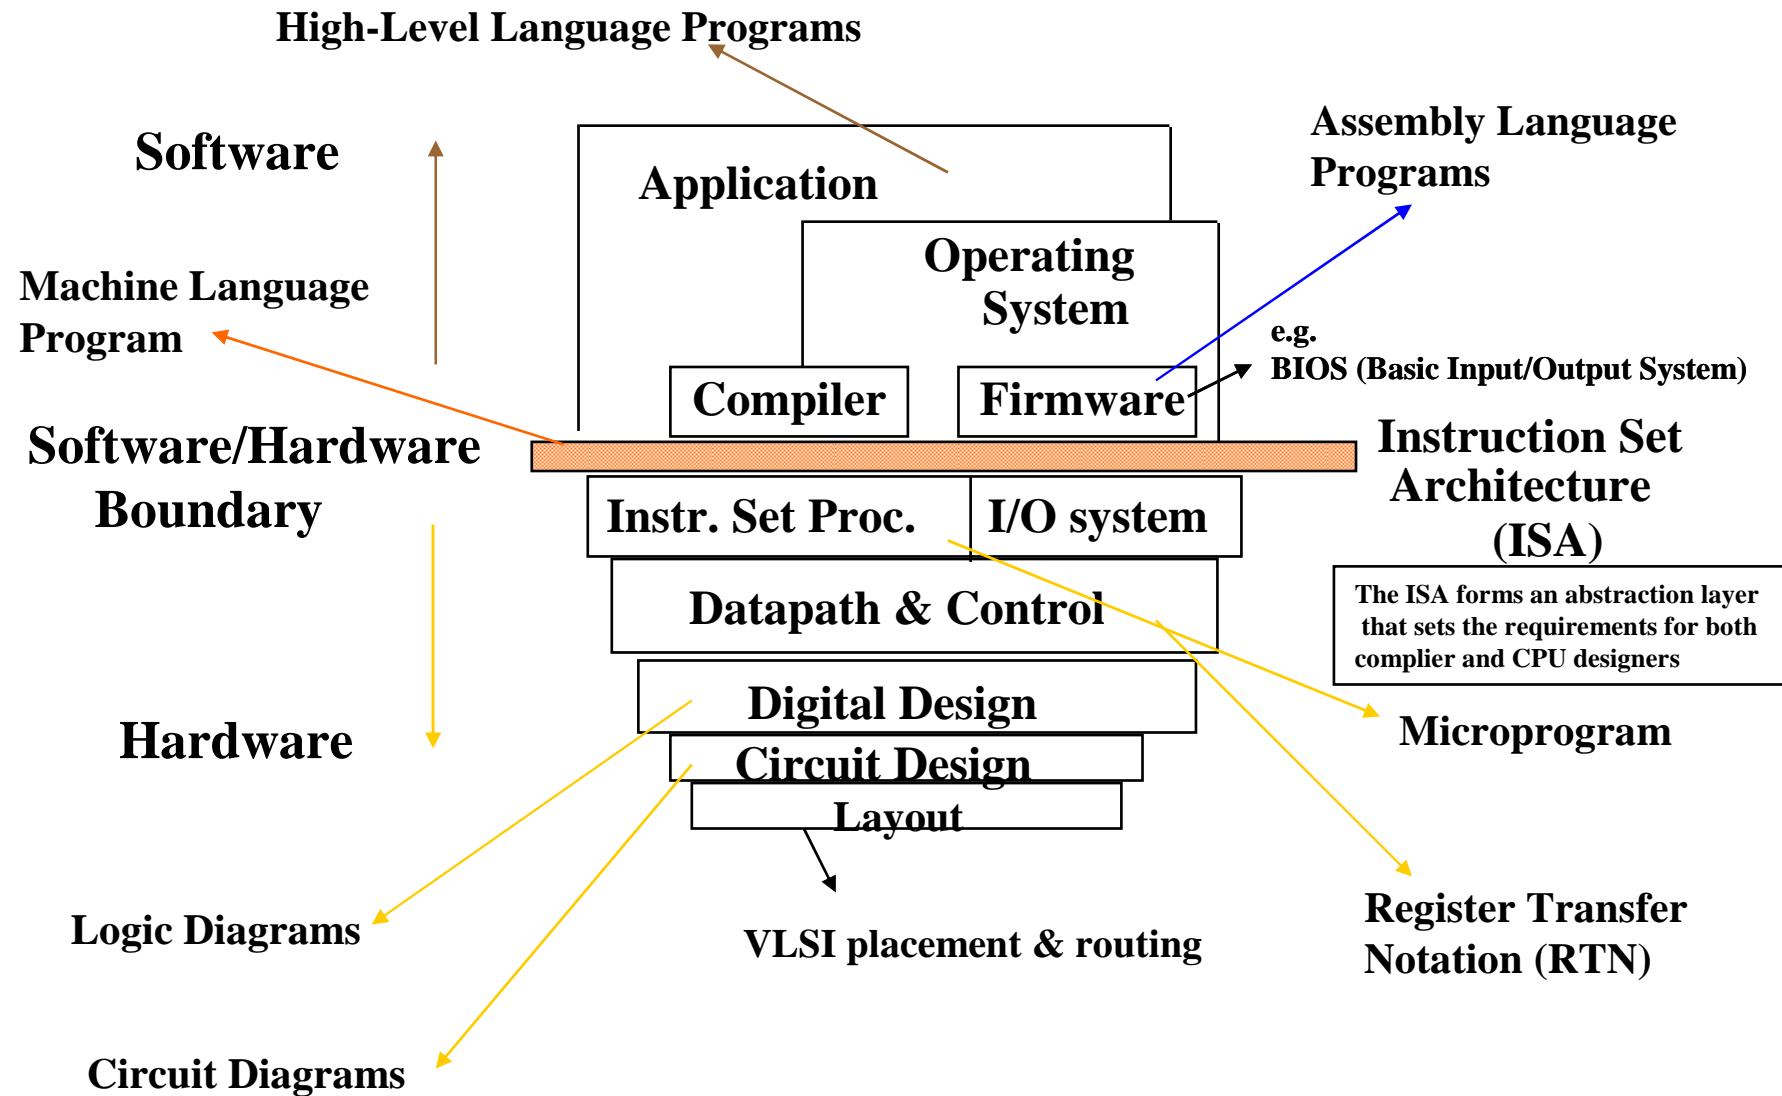 High-Level Language Programs
Software
Application
Assembly Language
Programs
Operating
System
Machine Language
Program
e.g.
BIOS (Basic Input/Output System)
Compiler
Firmware
Software/Hardware
Boundary
Instruction Set
Architecture
(ISA)
Instr. Set Proc.
I/O system
The ISA forms an abstraction layer
that sets the requirements for both
complier and CPU designers
Datapath & Control
Hardware
Digital Design
Microprogram
Circuit Design
Layout
Logic Diagrams
VLSI placement & routing
Register Transfer
Notation (RTN)
Circuit Diagrams